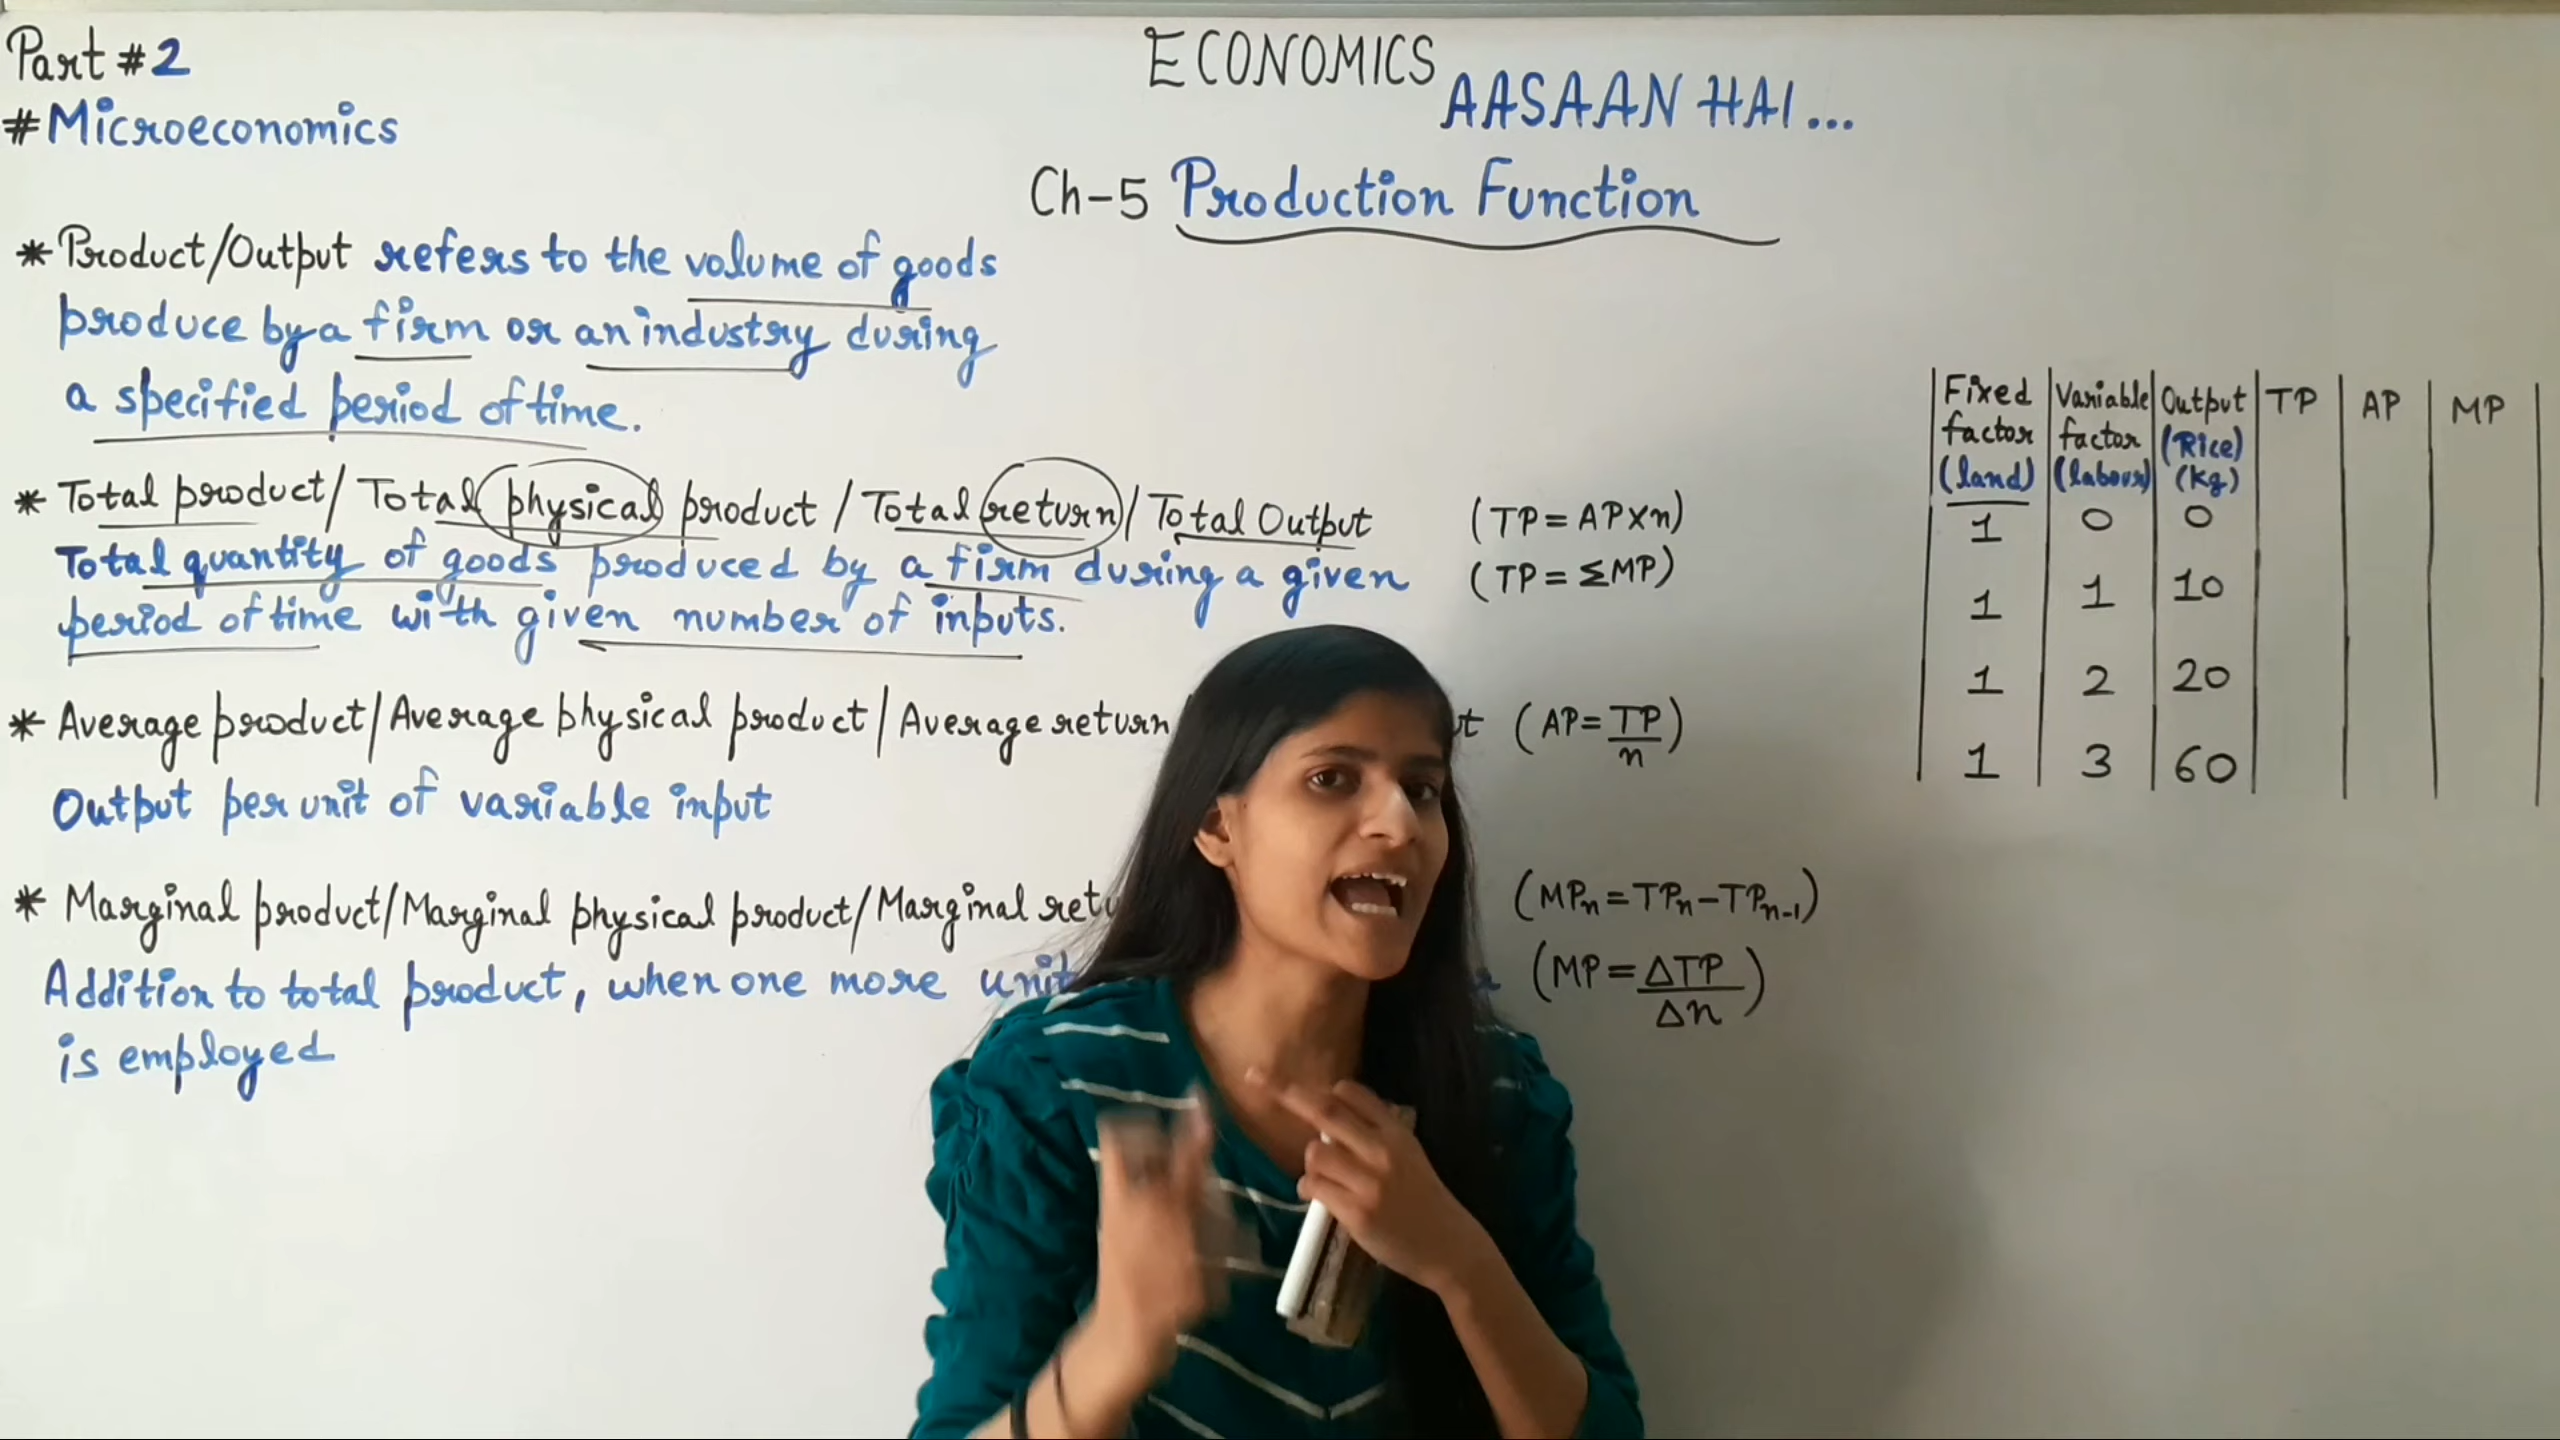 Part #2
#Microeconomics
ECONOMICS
AASAAN HAI...
Ch-5 Production Function
* Product/Output refers to the volume of goods
produce by a firm or an industry during
a specified period of time.
* Total product/ Total physical product / Total return/ Total Output (TP = AP×n)
Total quantity of goods produced by a firm during a given (TP = ΣMP)
period of time with given number of inputs.
* Average product/Average physical product/Average return (AP = TP/n)
Output per unit of variable input
* Marginal product/Marginal physical product/Marginal (MPn = TPn - TPn-1)
Addition to total product, when one more unit (MP = ΔTP/Δn)
is employed
Fixed factor (land) | Variable factor (labour) | Output (Rice) (Kg) | TP | AP | MP
1 0 0
1 1 10
1 2 20
1 3 60